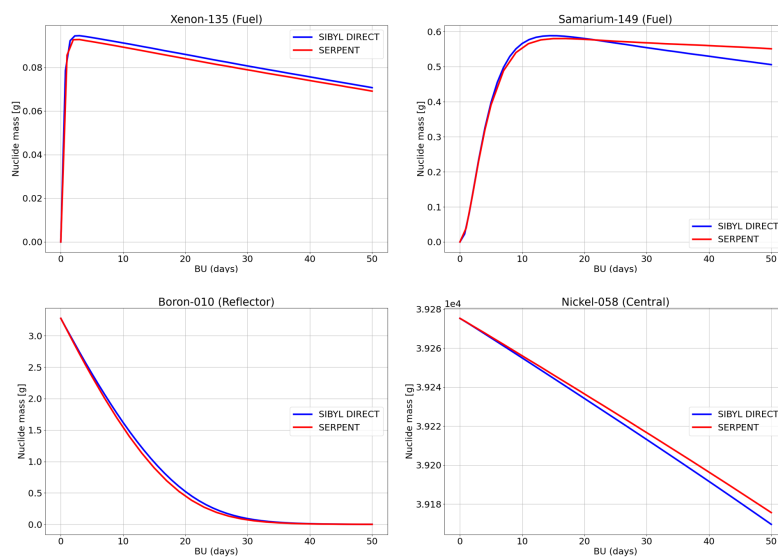 Xenon-135 (Fuel)
Nuclide mass [g]
0.08
0.06
0.04
0.02
0.00
SIBYL DIRECT
SERPENT
0
10
20
30
40
50
BU (days)
Samarium-149 (Fuel)
Nuclide mass [g]
0.6
0.5
0.4
0.3
0.2
0.1
0.0
SIBYL DIRECT
SERPENT
0
10
20
30
40
50
BU (days)
Boron-010 (Reflector)
Nuclide mass [g]
3.0
2.5
2.0
1.5
1.0
0.5
0.0
SIBYL DIRECT
SERPENT
0
10
20
30
40
50
BU (days)
Nickel-058 (Central)
1e4
Nuclide mass [g]
3.928
3.926
3.924
3.922
3.920
3.918
SIBYL DIRECT
SERPENT
0
10
20
30
40
50
BU (days)